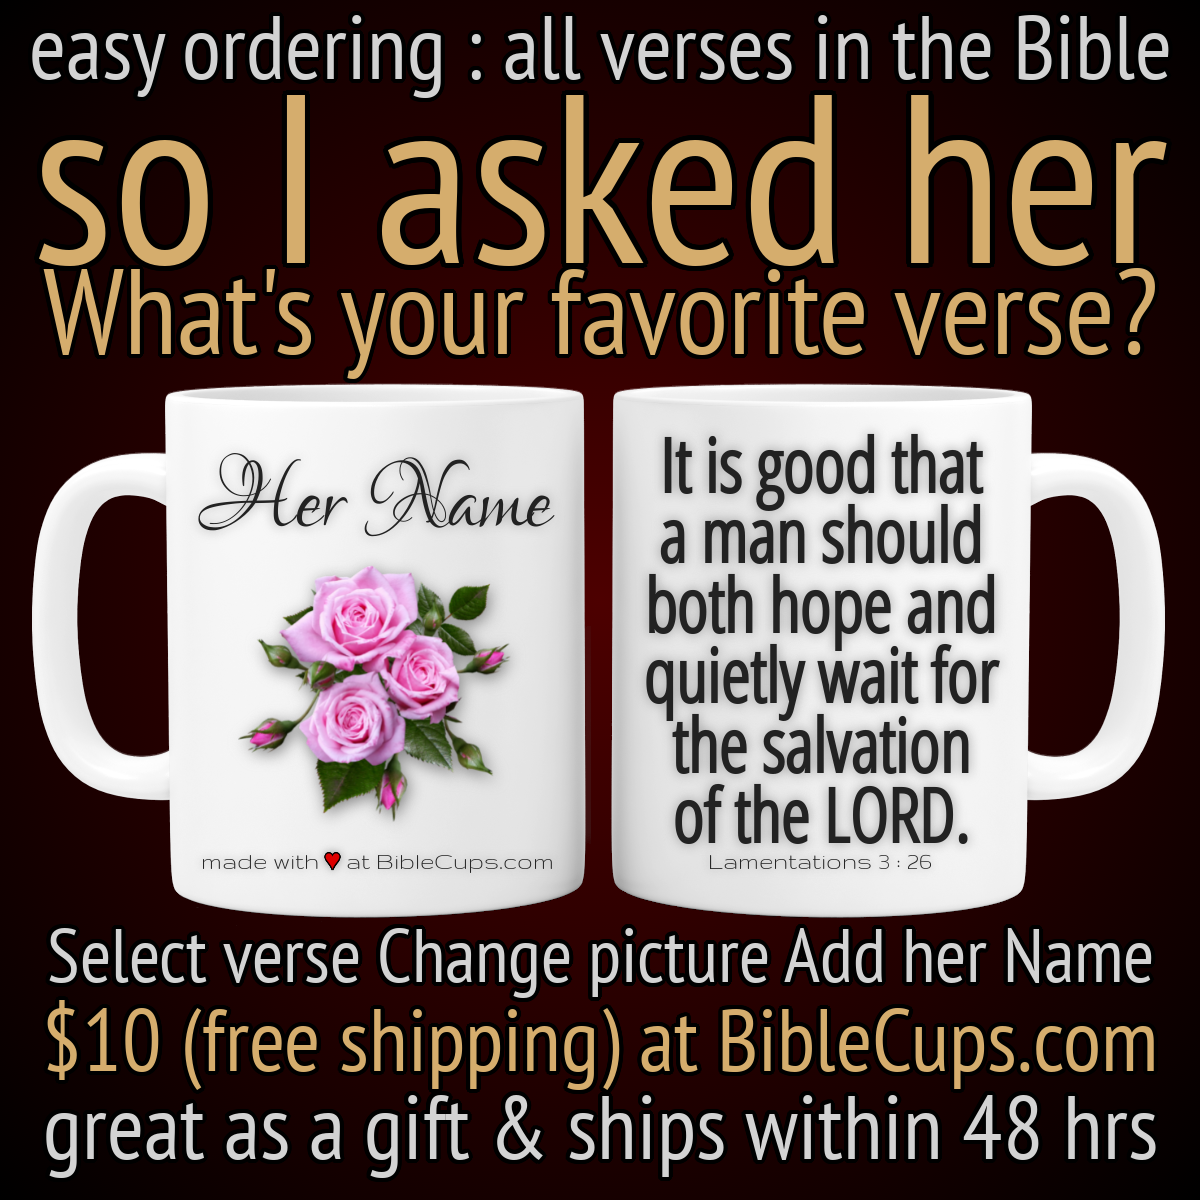 easy ordering : all verses in the Bible
so I asked her
What's your favorite verse?
Her Name
made with at BibleCups.com
It is good that
a man should
both hope and
quietly wait for
the salvation
of the LORD.
Lamentations 3 : 26
Select verse Change picture Add her Name
$10 (free shipping) at BibleCups.com
great as a gift & ships within 48 hrs